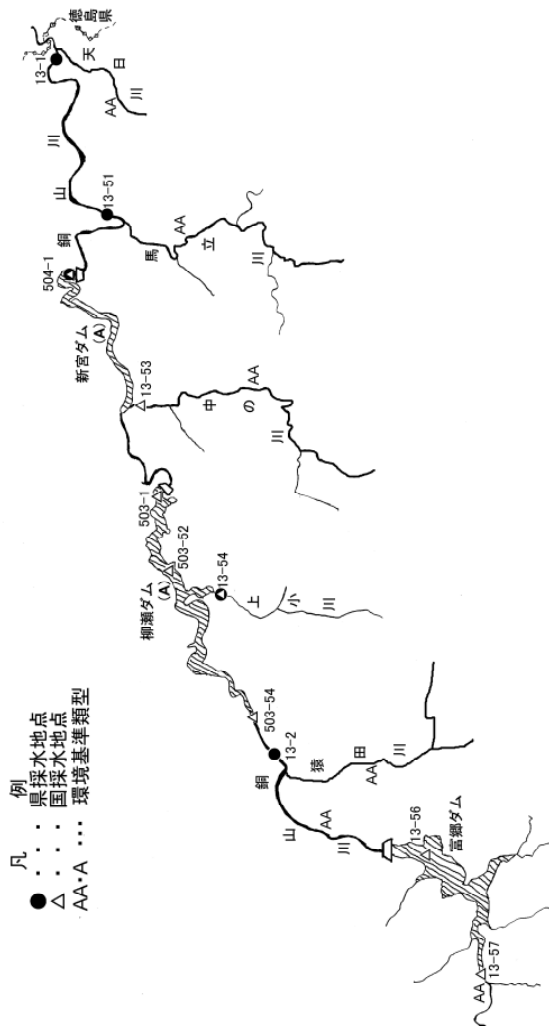 凡　例
●・・・県採水地点
△・・・国採水地点
AA・A …環境基準類型
徳島県
13-1
天日川
AA
銅山川
13-51
馬立川
AA
504-1
新宮ダム
(A)
13-53
中の川
AA
503-1
503-52
柳瀬ダム
(A)
13-54
上小川
503-54
13-2
猿田川
AA
銅山川
AA
13-56
富郷ダム
AA
13-57